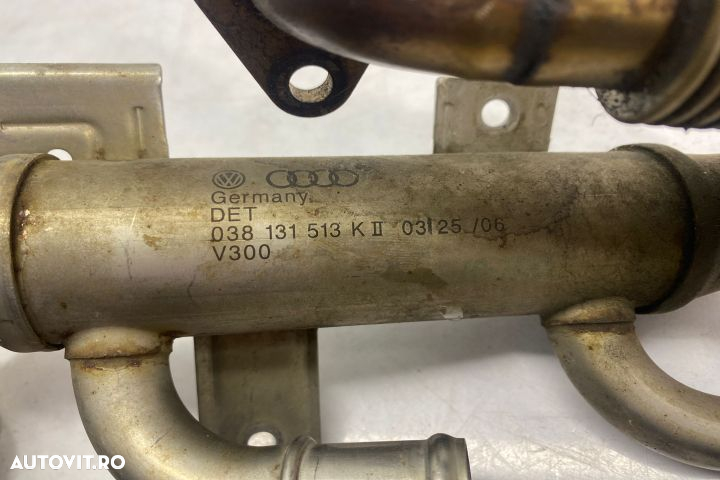 Germany.
DET
038 131 513 K II 03125 /06
V300
AUTOVIT.RO